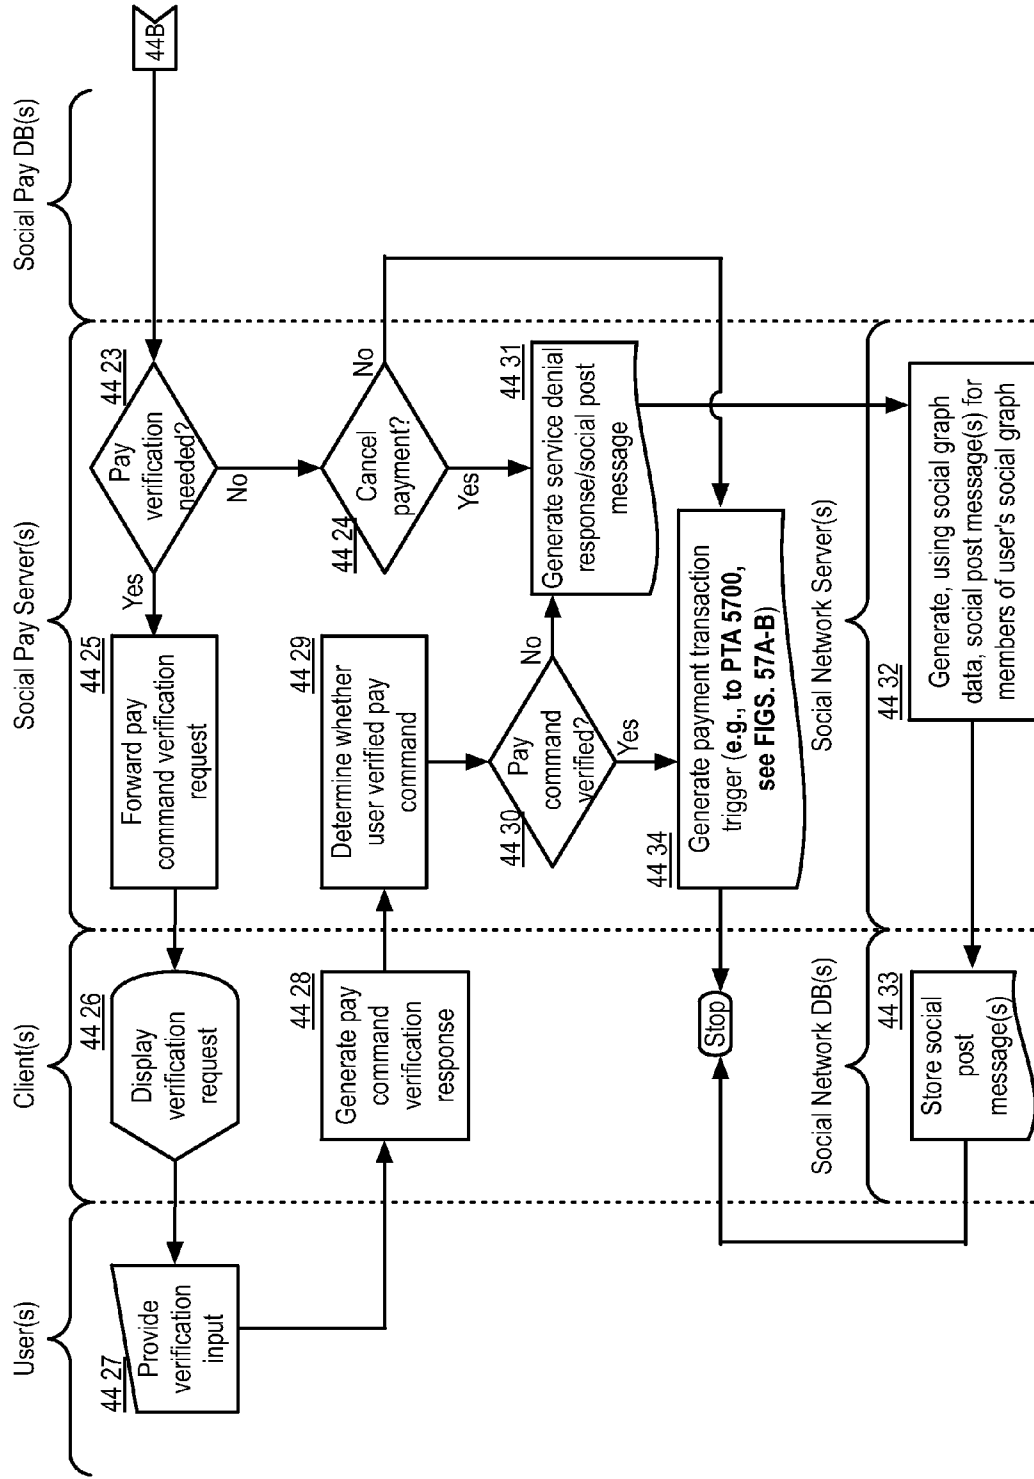 User(s)
Client(s)
Social Pay Server(s)
Social Pay DB(s)
44B
44 23
Pay
verification
needed?
Yes
No
44 24
Cancel
payment?
No
Yes
44 25
Forward pay
command verification
request
44 26
Display
verification
request
44 27
Provide
verification
input
44 28
Generate pay
command
verification
response
44 29
Determine whether
user verified pay
command
44 30
Pay
command
verified?
No
Yes
44 31
Generate service denial
response/social post
message
44 34
Generate payment transaction
trigger (e.g., to PTA 5700,
see FIGS. 57A-B)
Stop
Social Network DB(s)
Social Network Server(s)
44 32
Generate, using social graph
data, social post message(s) for
members of user's social graph
44 33
Store social
post
message(s)